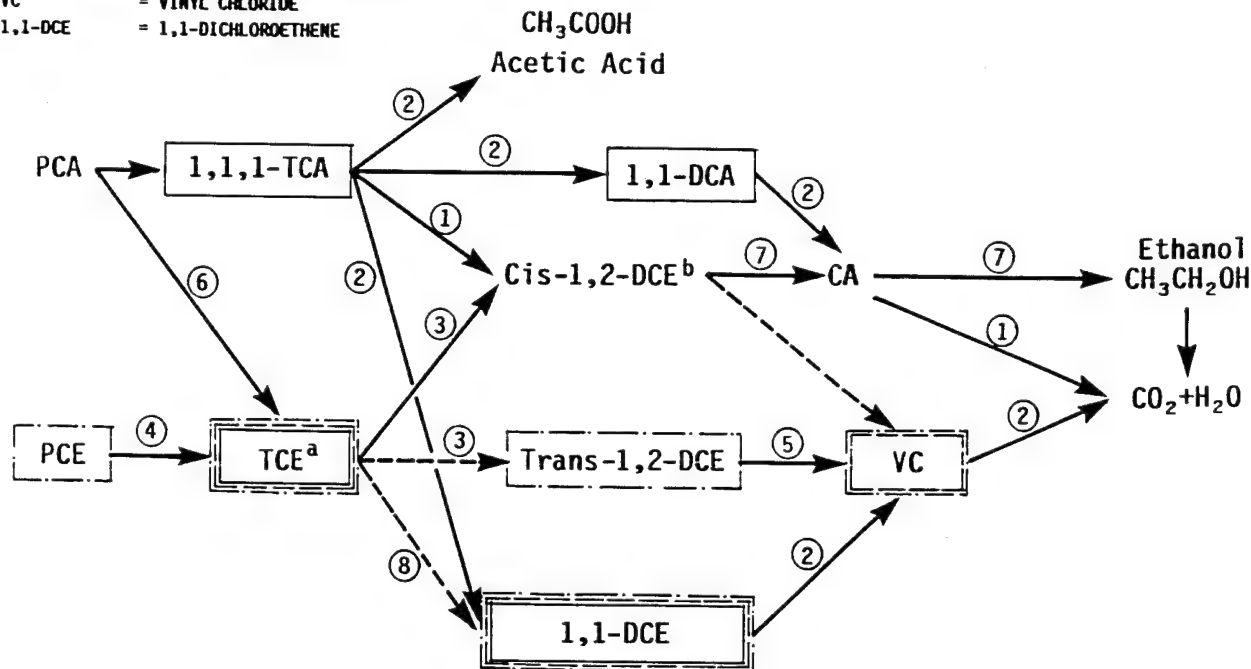 VC = VINYL CHLORIDE
1,1-DCE = 1,1-DICHLOROETHENE
CH₃COOH
Acetic Acid
②
PCA
1,1,1-TCA
②
1,1-DCA
②
①
Cis-1,2-DCEᵇ
⑦
CA
⑦
Ethanol
CH₃CH₂OH
⑥
②
③
①
CO₂+H₂O
PCE
④
TCEᵃ
③
Trans-1,2-DCE
⑤
VC
②
⑧
②
1,1-DCE